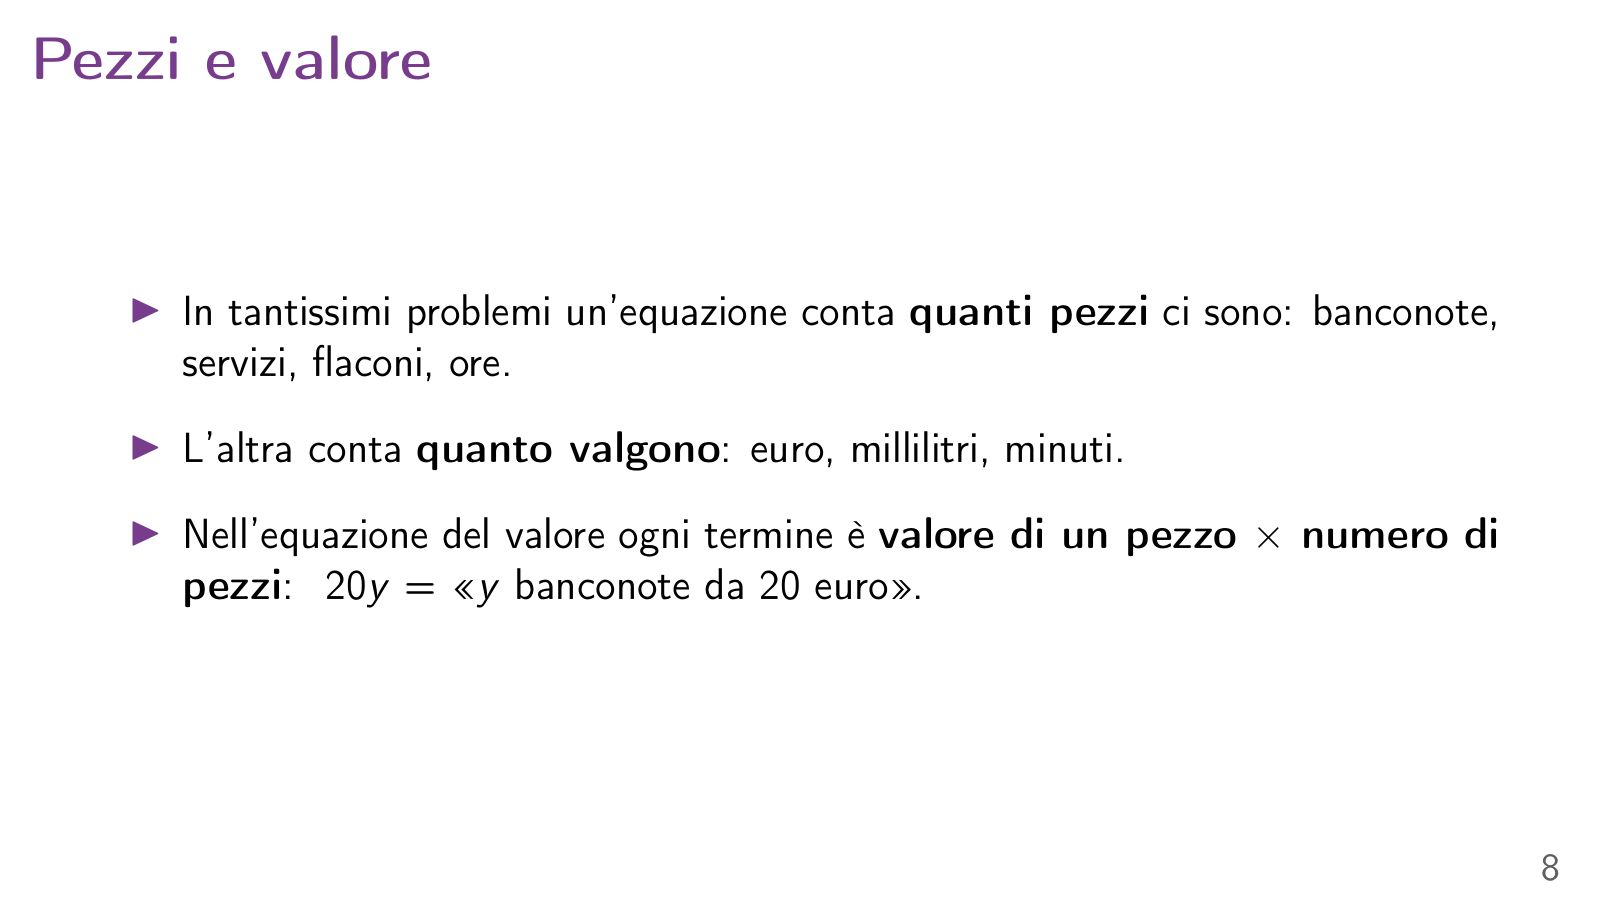 Pezzi e valore
▶ In tantissimi problemi un'equazione conta quanti pezzi ci sono: banconote,
servizi, flaconi, ore.
▶ L'altra conta quanto valgono: euro, millilitri, minuti.
▶ Nell'equazione del valore ogni termine è valore di un pezzo × numero di
pezzi: 20y = «y banconote da 20 euro».
8